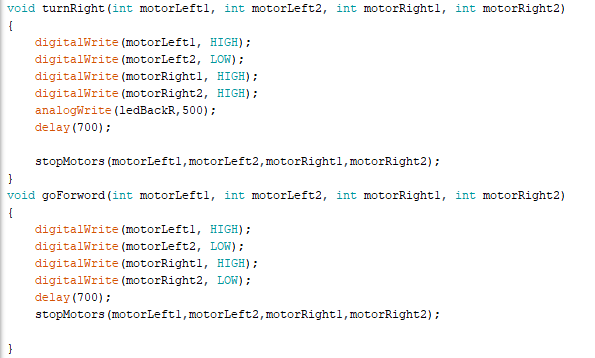 void turnRight(int motorLeft1, int motorLeft2, int motorRight1, int motorRight2)
{
    digitalWrite(motorLeft1, HIGH);
    digitalWrite(motorLeft2, LOW);
    digitalWrite(motorRight1, HIGH);
    digitalWrite(motorRight2, HIGH);
    analogWrite(ledBackR,500);
    delay(700);

    stopMotors(motorLeft1,motorLeft2,motorRight1,motorRight2);
}
void goForword(int motorLeft1, int motorLeft2, int motorRight1, int motorRight2)
{
    digitalWrite(motorLeft1, HIGH);
    digitalWrite(motorLeft2, LOW);
    digitalWrite(motorRight1, HIGH);
    digitalWrite(motorRight2, LOW);
    delay(700);
    stopMotors(motorLeft1,motorLeft2,motorRight1,motorRight2);

}